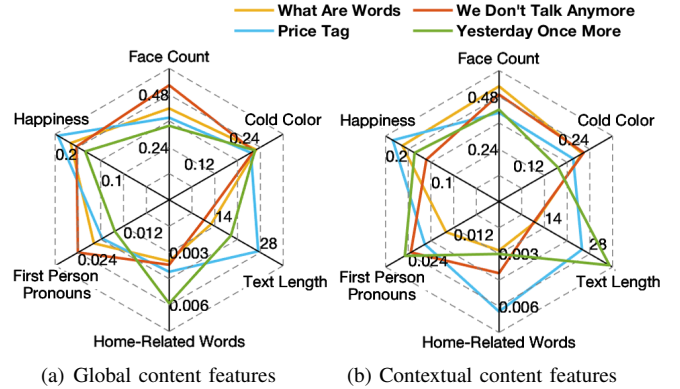 What Are Words We Don't Talk Anymore
Price Tag Yesterday Once More
Face Count Face Count
0.48 0.48
Happiness Cold Color Happiness Cold Color
0.24 0.24
0.2 0.24 0.12 0.2 0.24 0.12
0.1 0.1
14 14
0.012 0.012
0.003 28 0.003 28
0.024 0.024
First Person Pronouns Text Length First Person Pronouns Text Length
0.006 0.006
Home-Related Words Home-Related Words
(a) Global content features (b) Contextual content features